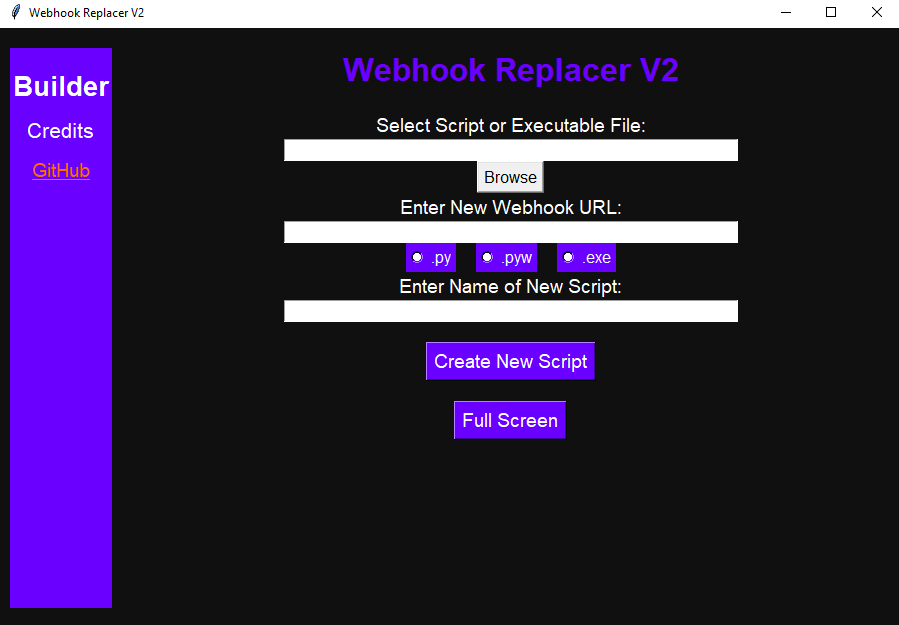 Webhook Replacer V2
Builder
Credits
GitHub
Webhook Replacer V2
Select Script or Executable File:
Browse
Enter New Webhook URL:
.py .pyw .exe
Enter Name of New Script:
Create New Script
Full Screen